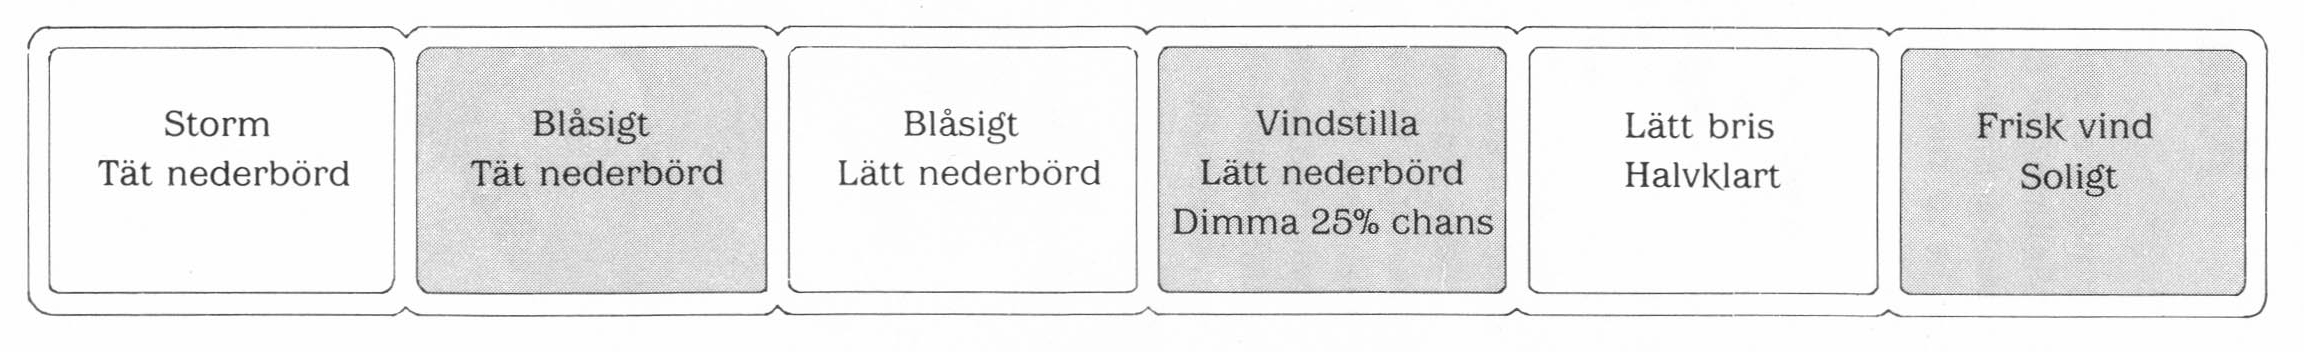 Storm
Tät nederbörd
Blåsigt
Tät nederbörd
Blåsigt
Lätt nederbörd
Vindstilla
Lätt nederbörd
Dimma 25% chans
Lätt bris
Halvklart
Frisk vind
Soligt